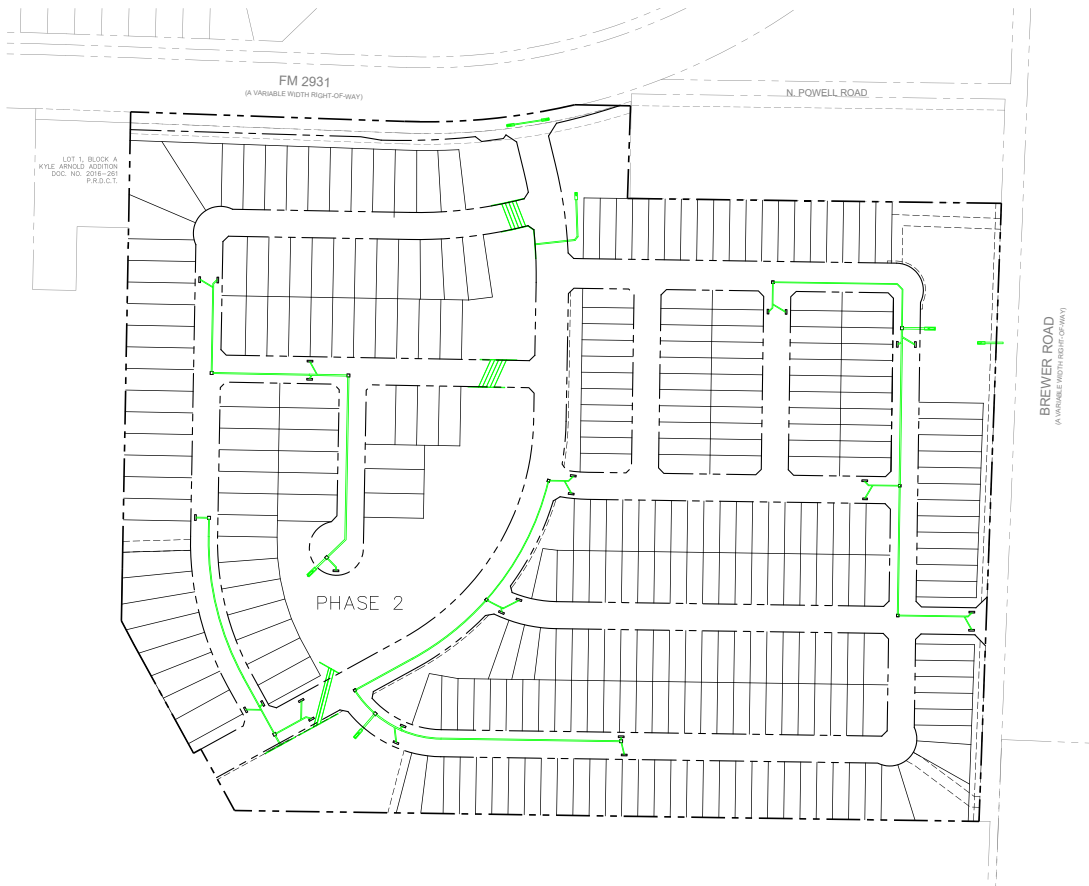 FM 2931
(A VARIABLE WIDTH RIGHT-OF-WAY)
N. POWELL ROAD
LOT 1, BLOCK A
KYLE ARNOLD ADDITION
DOC. NO. 2016-261
P.R.D.C.T.
BREWER ROAD
(A VARIABLE WIDTH RIGHT-OF-WAY)
PHASE 2